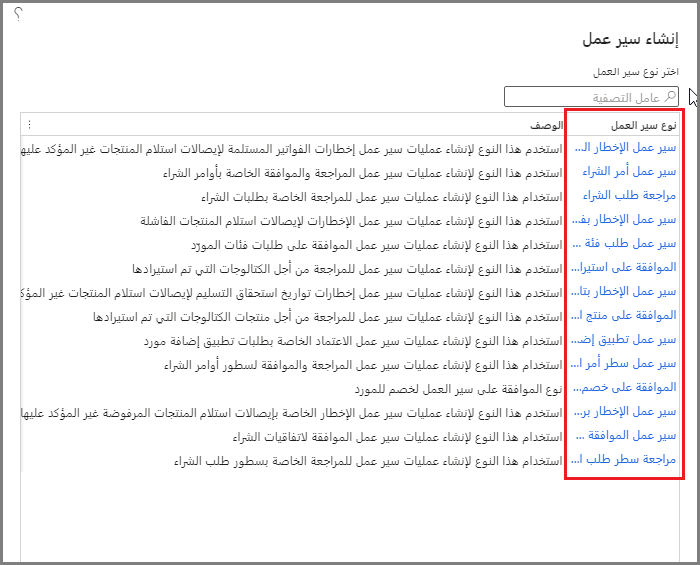 ؟
إنشاء سير عمل
اختر نوع سير العمل
عامل التصفية
نوع سير العمل الوصف
سير عمل الإخطار الـ... استخدم هذا النوع لإنشاء عمليات سير عمل إخطارات الفواتير المستلمة لإيصالات استلام المنتجات غير المؤكد عليها
سير عمل أمر الشراء استخدم هذا النوع لإنشاء عمليات سير عمل المراجعة والموافقة الخاصة بأوامر الشراء
مراجعة طلب الشراء استخدم هذا النوع لإنشاء عمليات سير عمل للمراجعة الخاصة بطلبات الشراء
سير عمل الإخطار بفـ... استخدم هذا النوع لإنشاء عمليات سير عمل الإخطارات لإيصالات استلام المنتجات الفاشلة
سير عمل طلب فئة ... استخدام هذا النوع لإنشاء عمليات سير عمل الموافقة على طلبات فئات المورّد
الموافقة على استيرا... استخدام هذا النوع لإنشاء عمليات سير عمل للمراجعة من أجل الكتالوجات التي تم استيرادها
سير عمل الإخطار بتا... استخدم هذا النوع لإنشاء عمليات سير عمل إخطارات تواريخ استحقاق التسليم لإيصالات استلام المنتجات غير المؤك
الموافقة على منتج ا... استخدام هذا النوع لإنشاء عمليات سير عمل للمراجعة من أجل منتجات الكتالوجات التي تم استيرادها
سير عمل تطبيق إضـ... استخدام هذا النوع لإنشاء عمليات سير عمل الاعتماد الخاصة بطلبات تطبيق إضافة مورد
سير عمل سطر أمر ا... استخدم هذا النوع لإنشاء عمليات سير عمل المراجعة والموافقة لسطور أوامر الشراء
الموافقة على خصم... نوع الموافقة على سير العمل لخصم للمورد
سير عمل الإخطار بر... استخدم هذا النوع لإنشاء عمليات سير عمل الإخطار الخاصة بإيصالات استلام المنتجات المرفوضة غير المؤكد عليها
سير عمل الموافقة ... استخدام هذا النوع لإنشاء عمليات سير عمل الموافقة لاتفاقيات الشراء
مراجعة سطر طلب ا... استخدام هذا النوع لإنشاء عمليات سير عمل للمراجعة الخاصة بسطور طلب الشراء